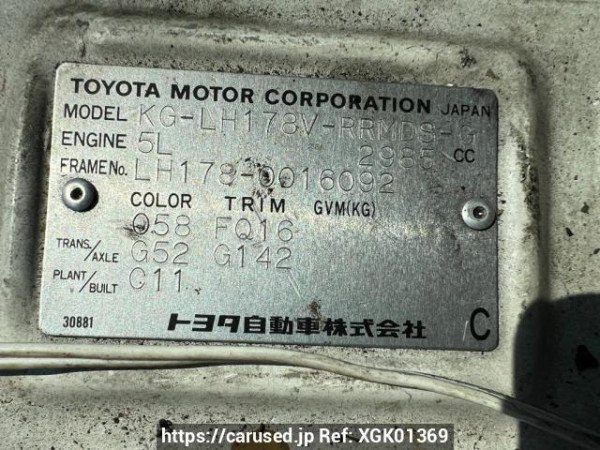 TOYOTA MOTOR CORPORATION JAPAN
MODEL KG-LH178V-RRMDS-G
ENGINE 5L 2985 CC
FRAME No. LH178-0016092
COLOR TRIM GVM(KG)
058 FQ16
TRANS./AXLE G52 G142
PLANT/BUILT G11
30881 トヨタ自動車株式会社 C
https://carused.jp Ref: XGK01369